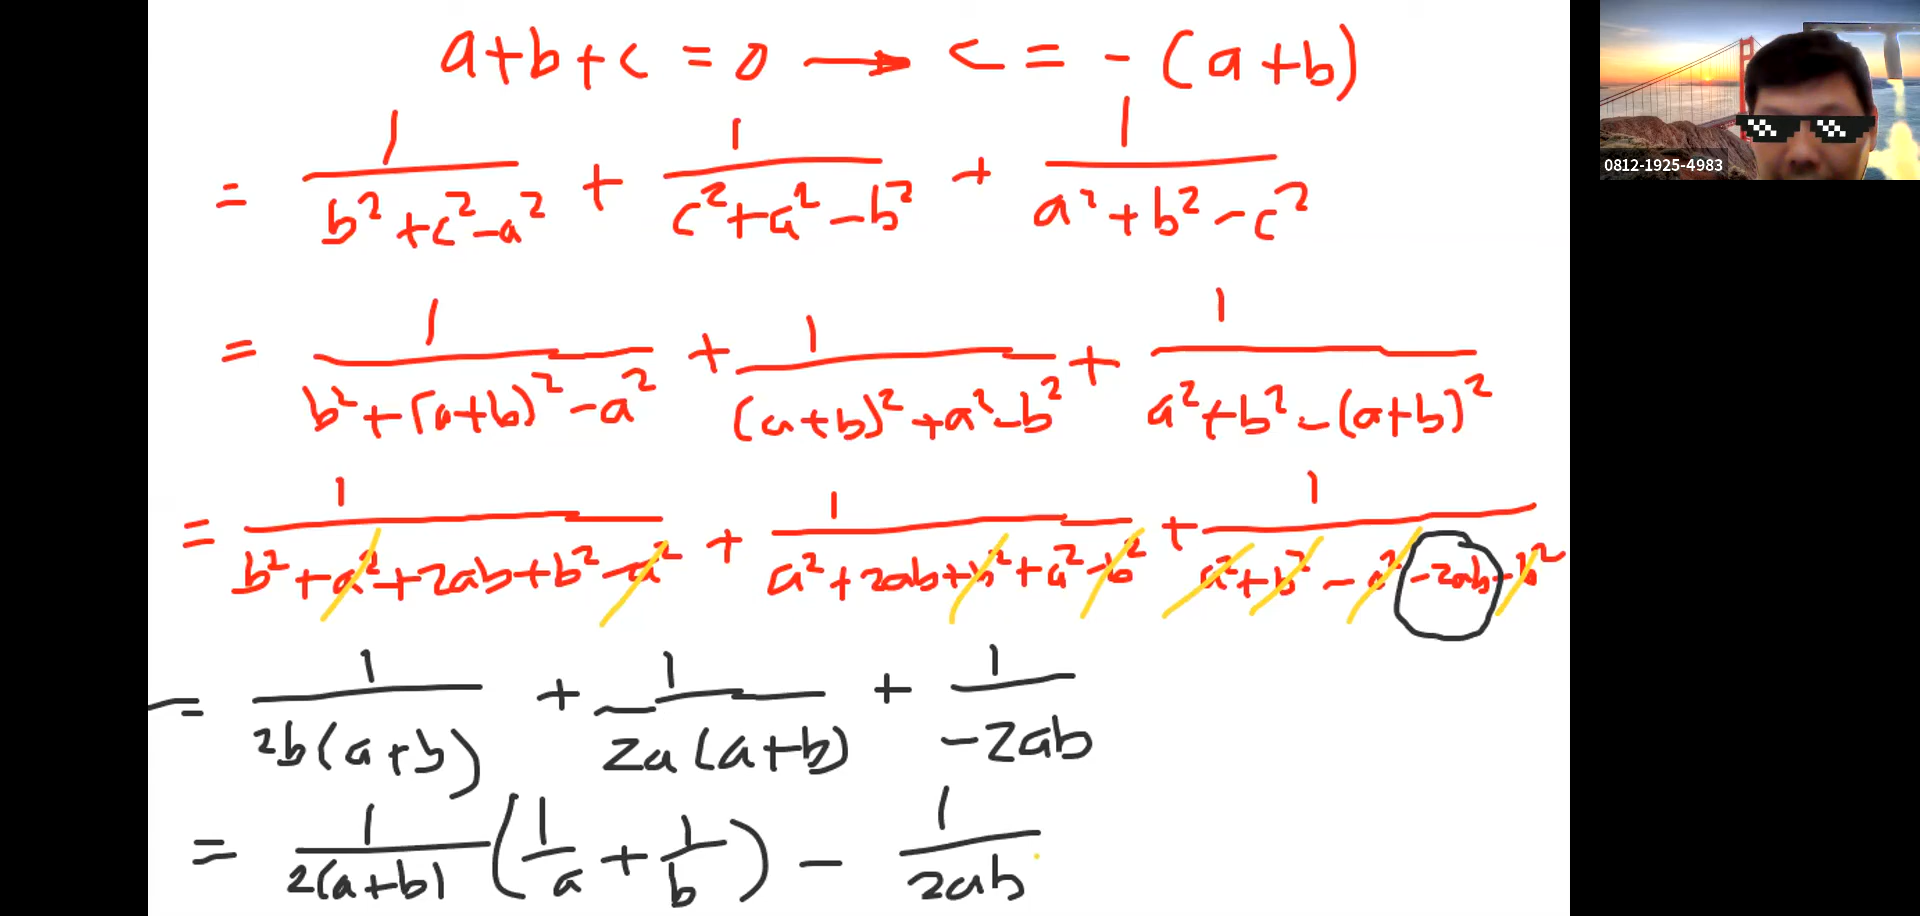 a+b+c = 0 → c = -(a+b)
= 1/(b²+c²-a²) + 1/(c²+a²-b²) + 1/(a²+b²-c²)
= 1/(b²+(a+b)²-a²) + 1/((a+b)²+a²-b²) + 1/(a²+b²-(a+b)²)
= 1/(b²+a²+2ab+b²-a²) + 1/(a²+2ab+b²+a²-b²) + 1/(a²+b²-a²-2ab-b²)
= 1/(2b(a+b)) + 1/(2a(a+b)) + 1/(-2ab)
= 1/(2(a+b)) (1/a + 1/b) - 1/(2ab)
0812-1925-4983